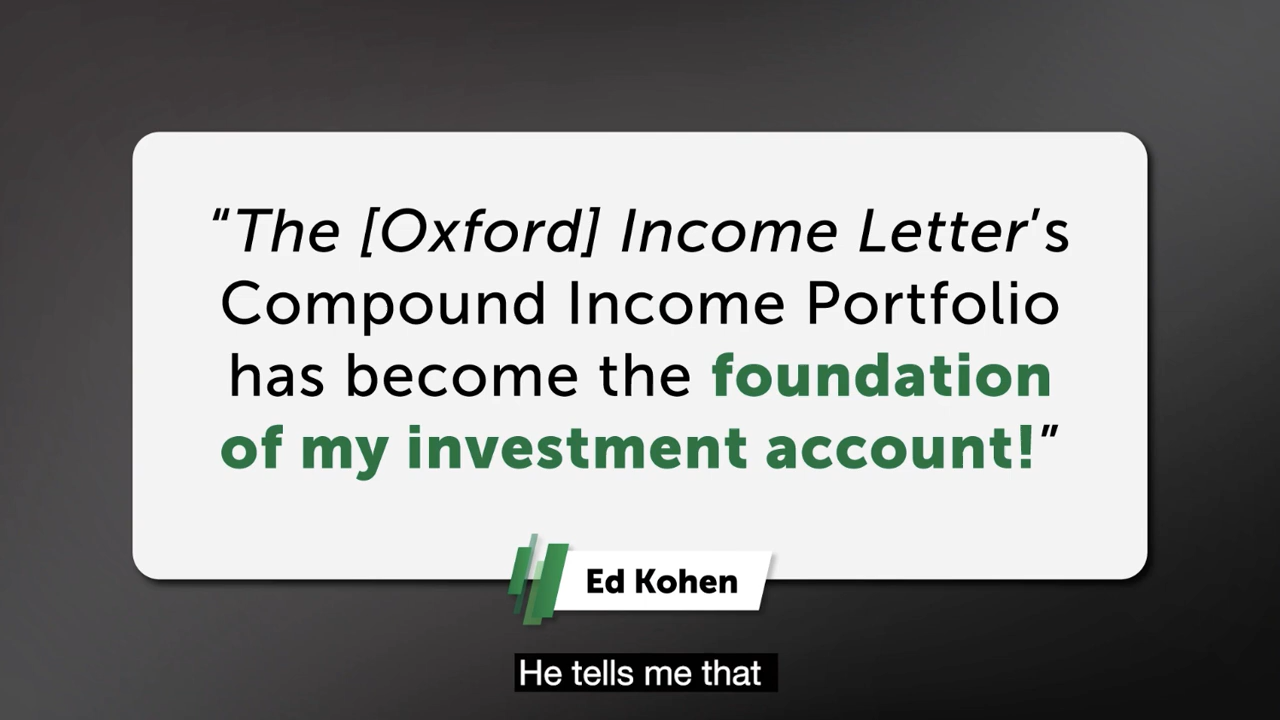 “The [Oxford] Income Letter’s
Compound Income Portfolio
has become the foundation
of my investment account!”
Ed Kohen
He tells me that